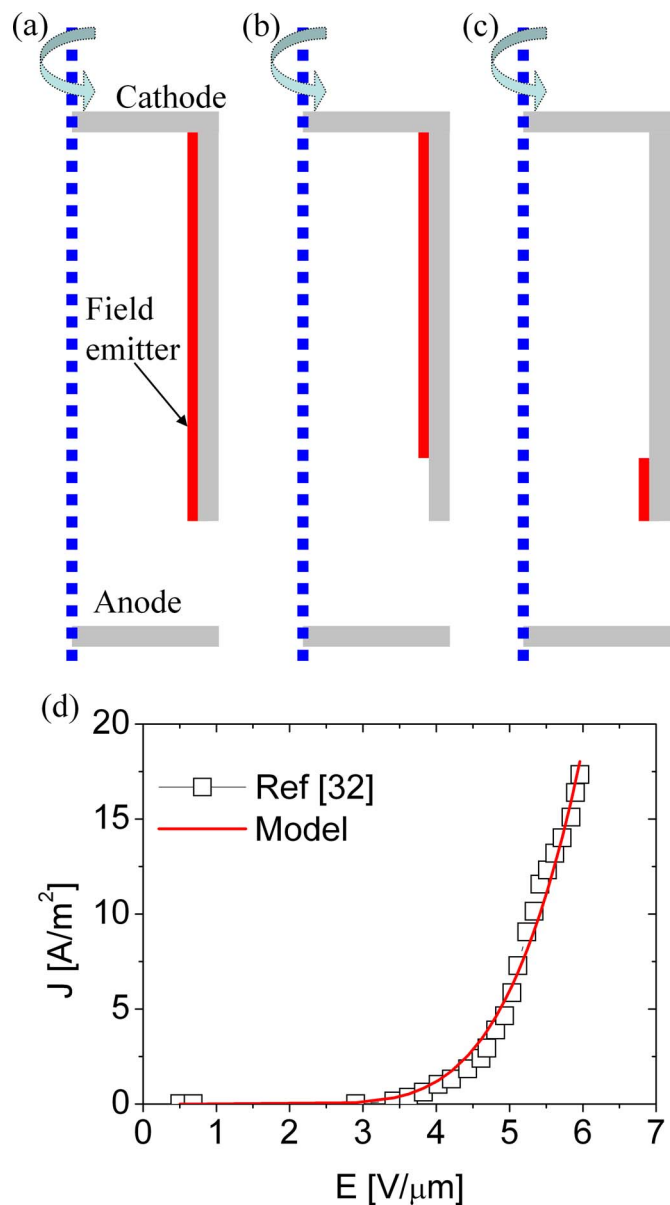 (a)
(b)
(c)
Cathode
Field
emitter
Anode
(d)
20
15
10
5
0
J [A/m²]
Ref [32]
Model
0 1 2 3 4 5 6 7
E [V/μm]